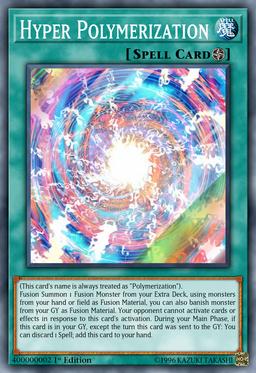 HYPER POLYMERIZATION
魔
[SPELL CARD]
(This card's name is always treated as "Polymerization").
Fusion Summon 1 Fusion Monster from your Extra Deck, using monsters
from your hand or field as Fusion Material, you can also banish monster
from your GY as Fusion Material. Your opponent cannot activate cards or
effects in response to this card's activation. During your Main Phase, if
this card is in your GY, except the turn this card was sent to the GY: You
can discard 1 Spell; add this card to your hand.
400000002 1st Edition
©1996 KAZUKI TAKAHASHI